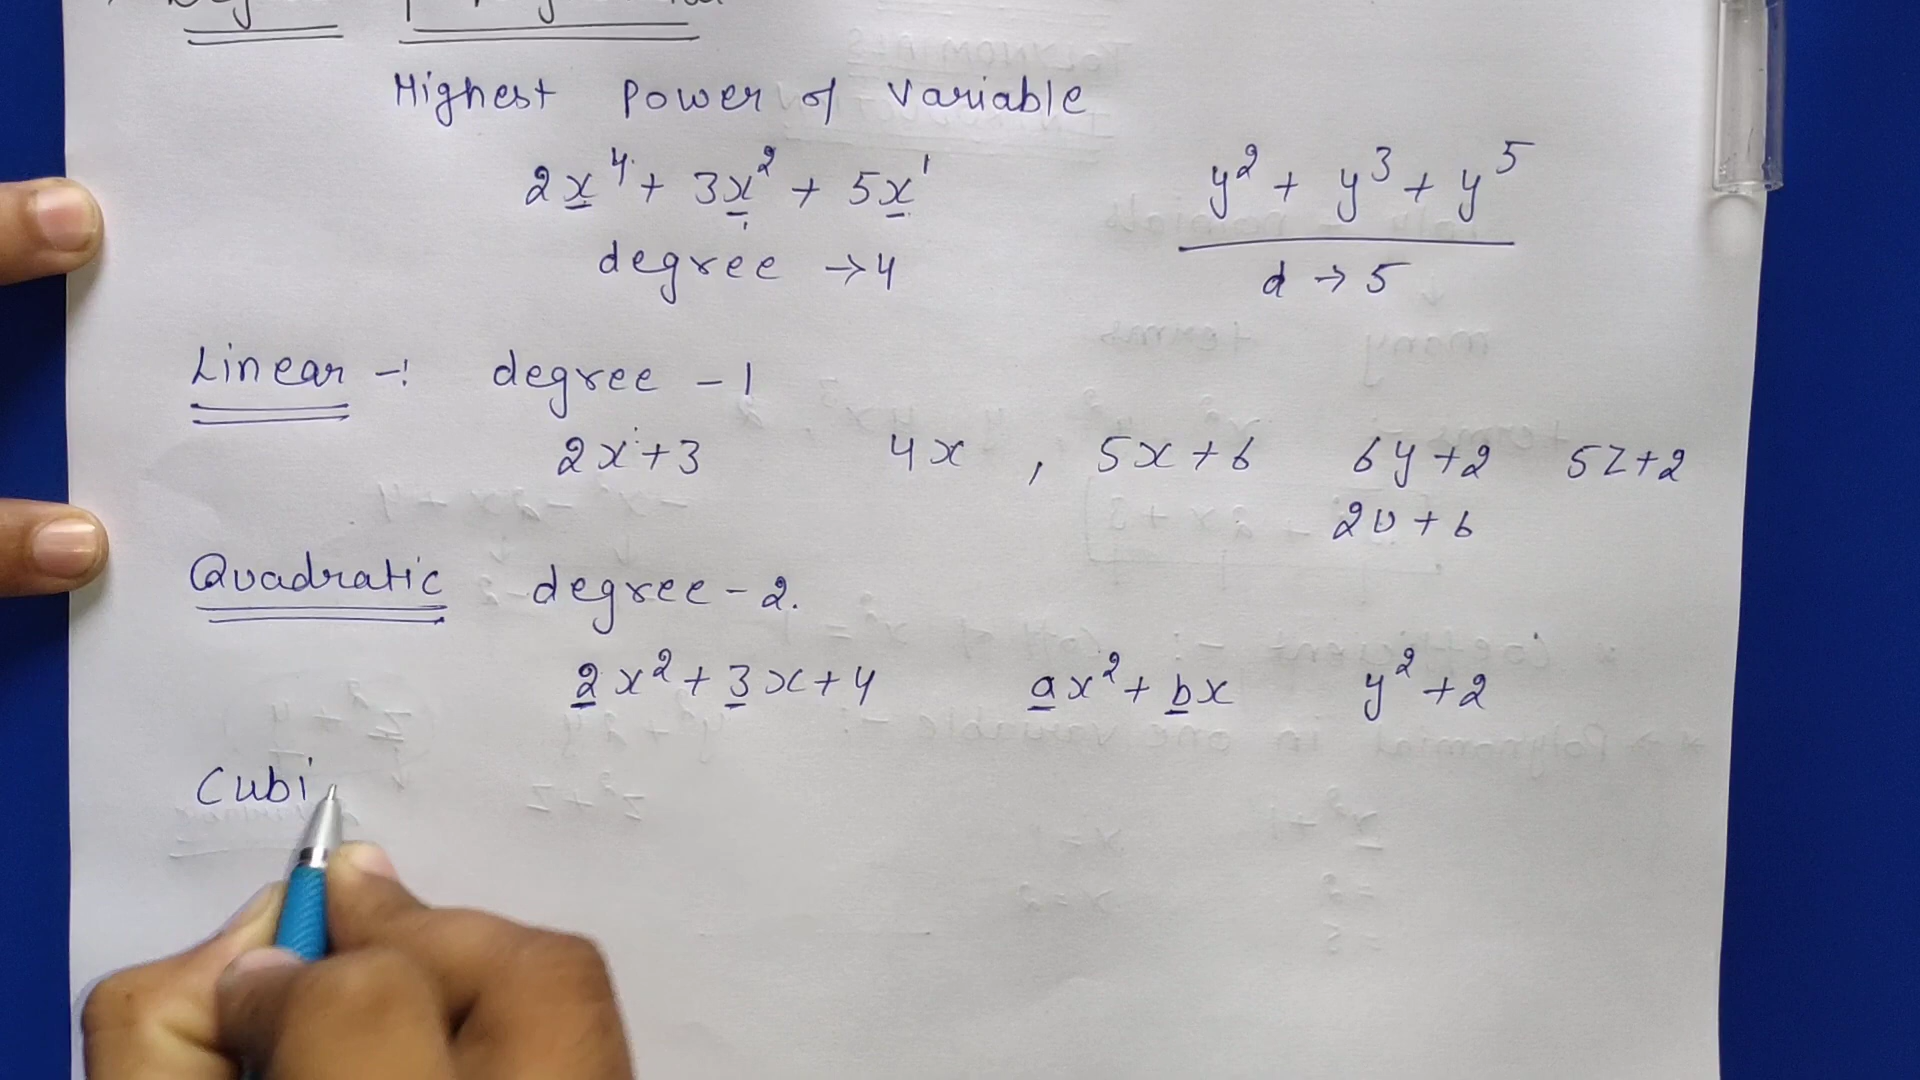 Highest Power of Variable
2x⁴ + 3x² + 5x¹ y² + y³ + y⁵
degree → 4 d → 5
Linear -: degree - 1
2x + 3 4x , 5x + 6 6y + 2 5z + 2
2u + 6
Quadratic degree - 2.
2x² + 3x + 4 ax² + bx y² + 2
Cubi